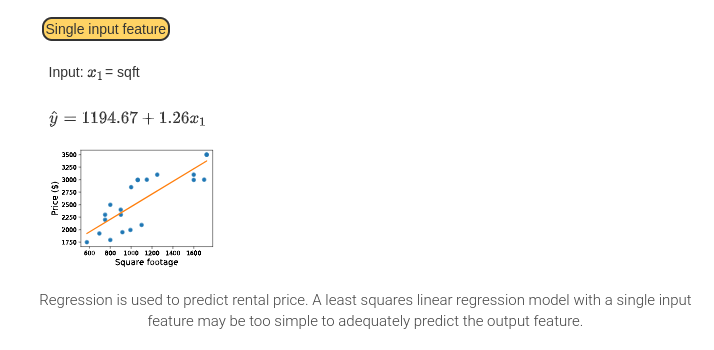 Single input feature
Input: x₁ = sqft
ŷ = 1194.67 + 1.26x₁
3500
3250
3000
2750
2500
2250
2000
1750
Price ($)
600 800 1000 1200 1400 1600
Square footage
Regression is used to predict rental price. A least squares linear regression model with a single input
feature may be too simple to adequately predict the output feature.